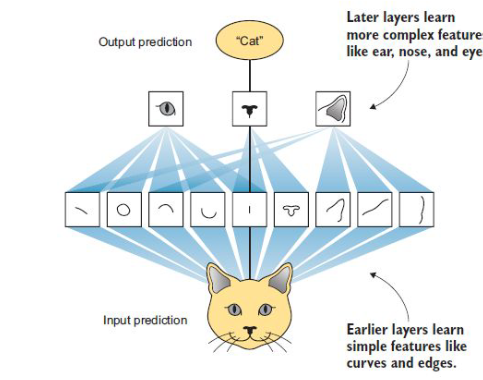 Later layers learn
more complex feature
like ear, nose, and eye
Output prediction
"Cat"
Input prediction
Earlier layers learn
simple features like
curves and edges.